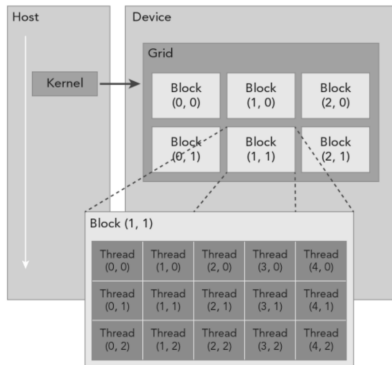 Host
Device
Grid
Kernel
Block Block Block
(0, 0) (1, 0) (2, 0)
Block Block Block
(0, 1) (1, 1) (2, 1)
Block (1, 1)
Thread Thread Thread Thread Thread
(0, 0) (1, 0) (2, 0) (3, 0) (4, 0)
Thread Thread Thread Thread Thread
(0, 1) (1, 1) (2, 1) (3, 1) (4, 1)
Thread Thread Thread Thread Thread
(0, 2) (1, 2) (2, 2) (3, 2) (4, 2)